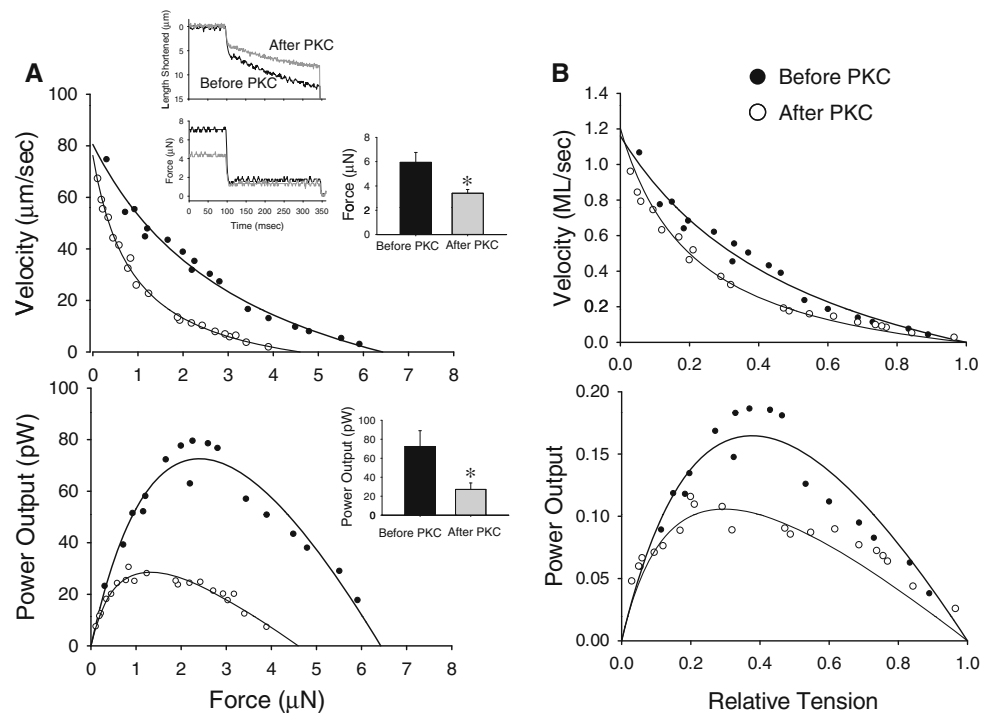 A
Length Shortened (µm)
0
5
10
15
After PKC
Before PKC
Force (µN)
8
6
4
2
0
0 50 100 150 200 250 300 350
Time (msec)
Force (µN)
8
6
4
2
0
*
Before PKC After PKC
Velocity (µm/sec)
100
80
60
40
20
0
0 1 2 3 4 5 6 7 8
Power Output (pW)
100
80
60
40
20
0
0 1 2 3 4 5 6 7 8
Force (µN)
Power Output (pW)
100
80
60
40
20
0
*
Before PKC After PKC
B
Before PKC
After PKC
Velocity (ML/sec)
1.4
1.2
1.0
0.8
0.6
0.4
0.2
0.0
0.0 0.2 0.4 0.6 0.8 1.0
Power Output
0.20
0.15
0.10
0.05
0.00
0.0 0.2 0.4 0.6 0.8 1.0
Relative Tension